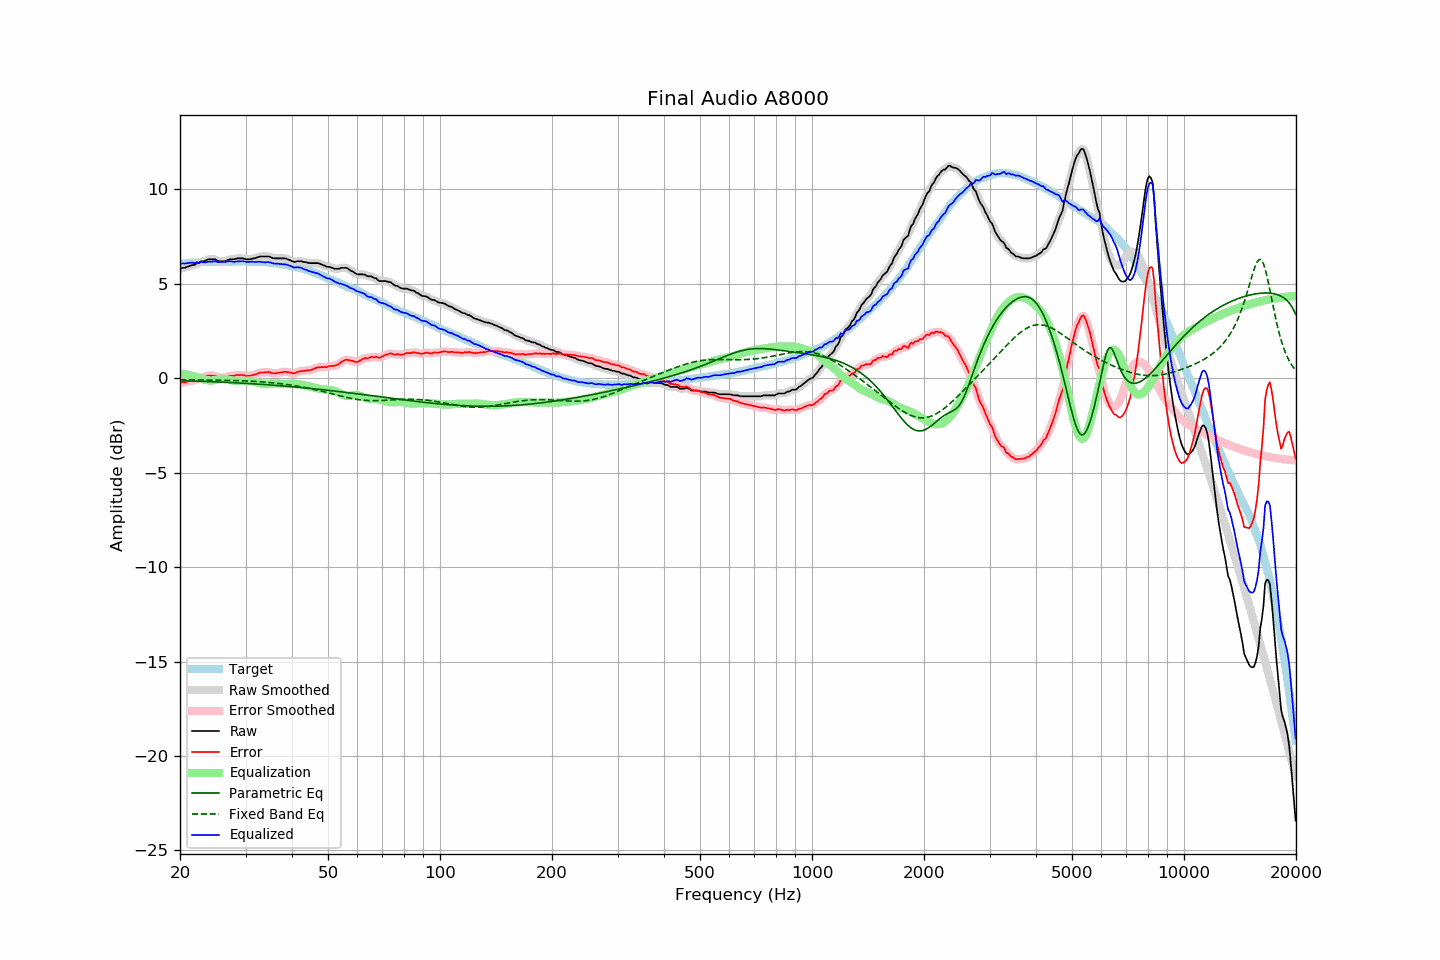 Final Audio A8000
Amplitude (dBr)
10
5
0
−5
−10
−15
−20
−25
Target
Raw Smoothed
Error Smoothed
Raw
Error
Equalization
Parametric Eq
Fixed Band Eq
Equalized
20 50 100 200 500 1000 2000 5000 10000 20000
Frequency (Hz)